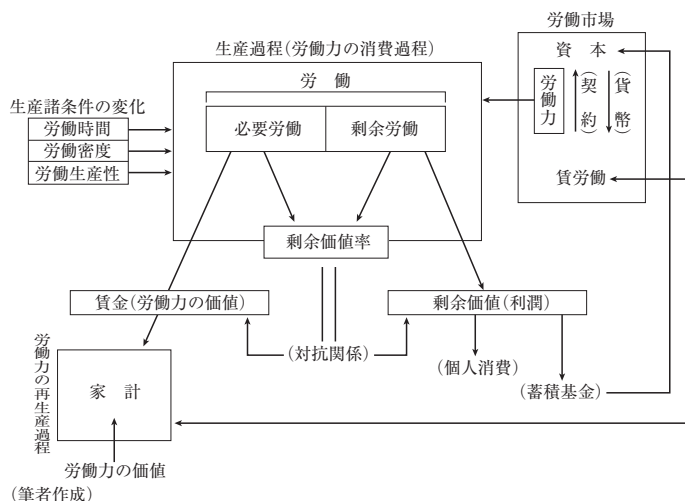 労働市場
生産過程(労働力の消費過程)
資本
労働
労働力
(契約)
(貨幣)
生産諸条件の変化
労働時間
労働密度
労働生産性
必要労働
剰余労働
賃労働
剰余価値率
賃金(労働力の価値)
剰余価値(利潤)
(対抗関係)
(個人消費)
(蓄積基金)
労働力の再生産過程
家計
労働力の価値
(筆者作成)